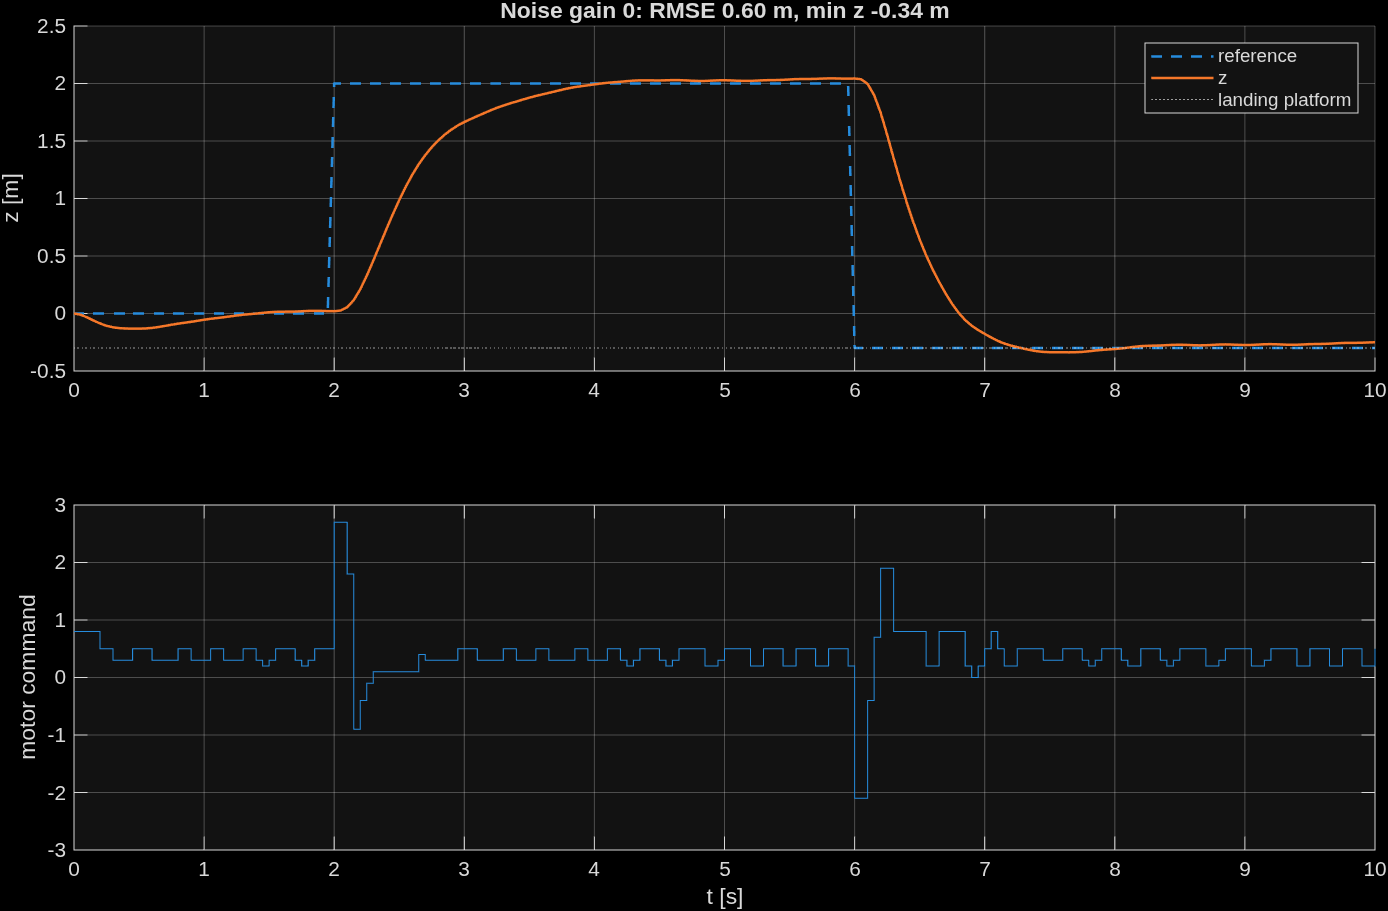 Noise gain 0: RMSE 0.60 m, min z -0.34 m
2.5
2
1.5
1
0.5
0
-0.5
z [m]
reference
z
landing platform
0 1 2 3 4 5 6 7 8 9 10
3
2
1
0
-1
-2
-3
motor command
0 1 2 3 4 5 6 7 8 9 10
t [s]